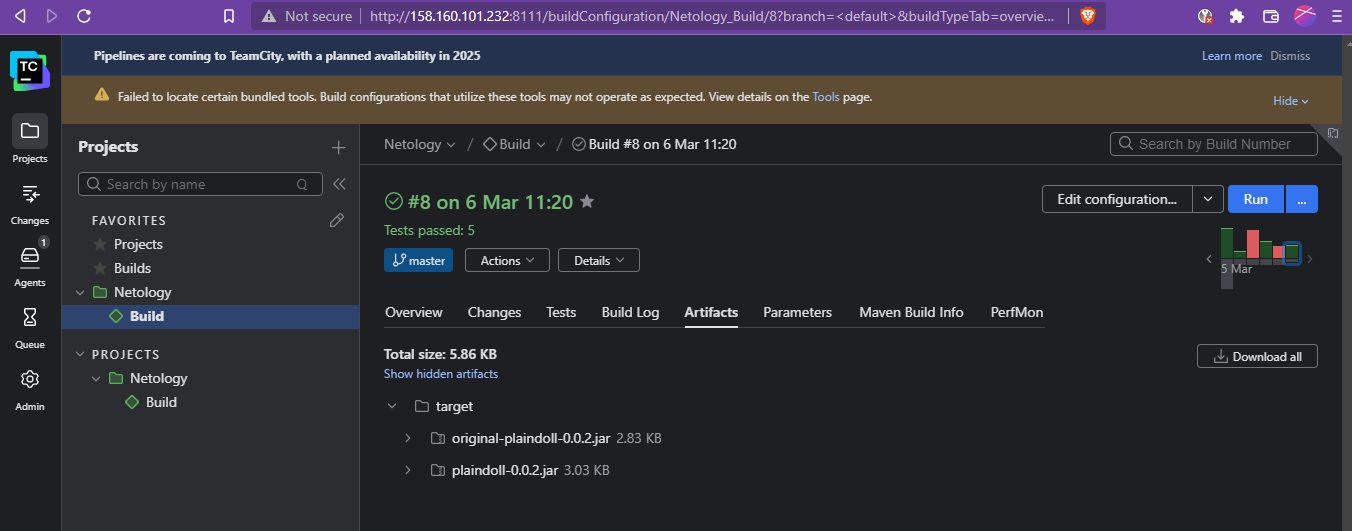 Not secure http://158.160.101.232:8111/buildConfiguration/Netology_Build/8?branch=<default>&buildTypeTab=overvie...
TC
Pipelines are coming to TeamCity, with a planned availability in 2025
Learn more Dismiss
Failed to locate certain bundled tools. Build configurations that utilize these tools may not operate as expected. View details on the Tools page.
Hide
Projects
Changes
1
Agents
Queue
Admin
Projects
Search by name Q
FAVORITES
Projects
Builds
Netology
Build
PROJECTS
Netology
Build
Netology / Build / Build #8 on 6 Mar 11:20
Search by Build Number
#8 on 6 Mar 11:20
Edit configuration... Run ...
Tests passed: 5
master Actions Details
5 Mar
Overview Changes Tests Build Log Artifacts Parameters Maven Build Info PerfMon
Total size: 5.86 KB
Download all
Show hidden artifacts
target
original-plaindoll-0.0.2.jar 2.83 KB
plaindoll-0.0.2.jar 3.03 KB